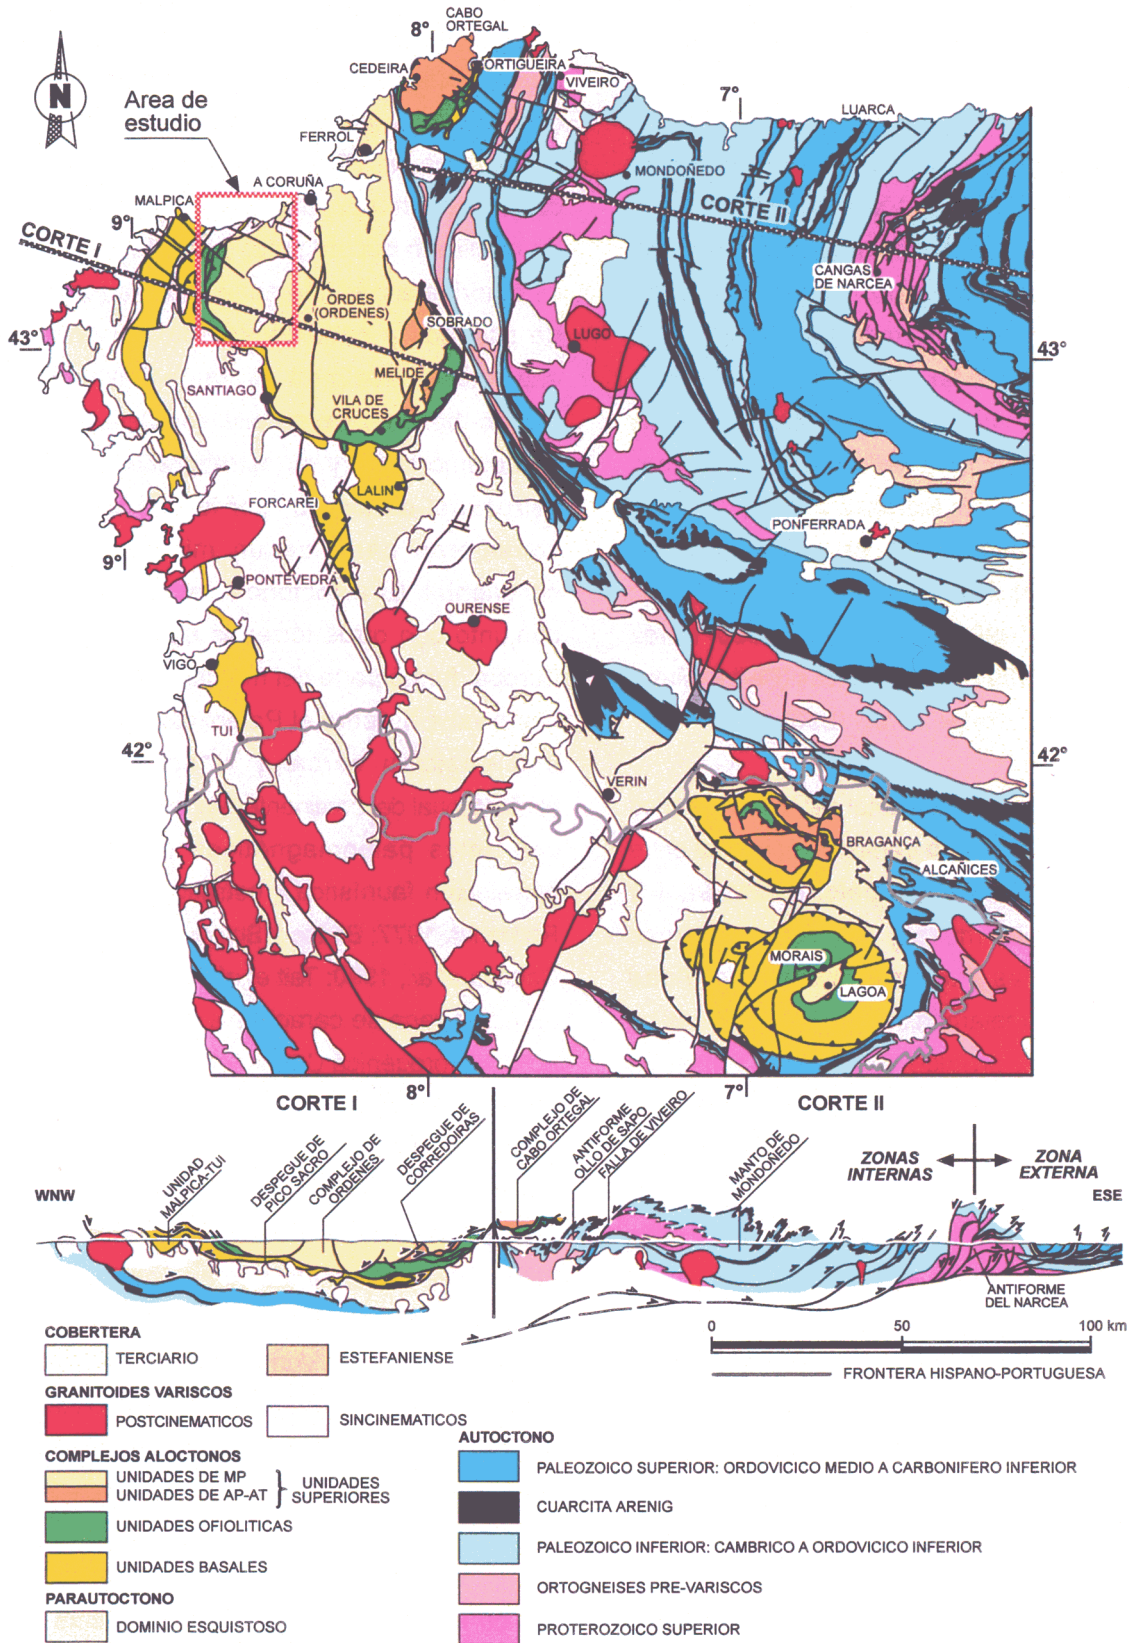 CABO
ORTEGAL
8°
CEDEIRA
ORTIGUEIRA
VIVEIRO
7°
LUARCA
N
Area de
estudio
FERROL
MONDOÑEDO
A CORUÑA
MALPICA
9°
CORTE I
CORTE II
CANGAS
DE NARCEA
ORDES
(ORDENES)
SOBRADO
LUGO
43°
43°
MELIDE
SANTIAGO
VILA DE
CRUCES
LALIN
FORCAREI
PONFERRADA
9°
PONTEVEDRA
OURENSE
VIGO
TUI
42°
42°
VERIN
BRAGANÇA
ALCAÑICES
MORAIS
LAGOA
8°
7°
CORTE I
CORTE II
UNIDAD
MALPICA-TUI
DESPEGUE DE
PICO SACRO
COMPLEJO DE
ORDENES
DESPEGUE DE
CORREDOIRAS
COMPLEJO DE
CABO ORTEGAL
ANTIFORME
OLLO DE SAPO
FALLA DE VIVEIRO
MANTO DE
MONDOÑEDO
ZONAS
INTERNAS
ZONA
EXTERNA
WNW
ESE
ANTIFORME
DEL NARCEA
0 50 100 km
FRONTERA HISPANO-PORTUGUESA
COBERTERA
TERCIARIO
ESTEFANIENSE
GRANITOIDES VARISCOS
POSTCINEMATICOS
SINCINEMATICOS
COMPLEJOS ALOCTONOS
UNIDADES DE MP
UNIDADES DE AP-AT
UNIDADES
SUPERIORES
UNIDADES OFIOLITICAS
UNIDADES BASALES
PARAUTOCTONO
DOMINIO ESQUISTOSO
AUTOCTONO
PALEOZOICO SUPERIOR: ORDOVICICO MEDIO A CARBONIFERO INFERIOR
CUARCITA ARENIG
PALEOZOICO INFERIOR: CAMBRICO A ORDOVICICO INFERIOR
ORTOGNEISES PRE-VARISCOS
PROTEROZOICO SUPERIOR